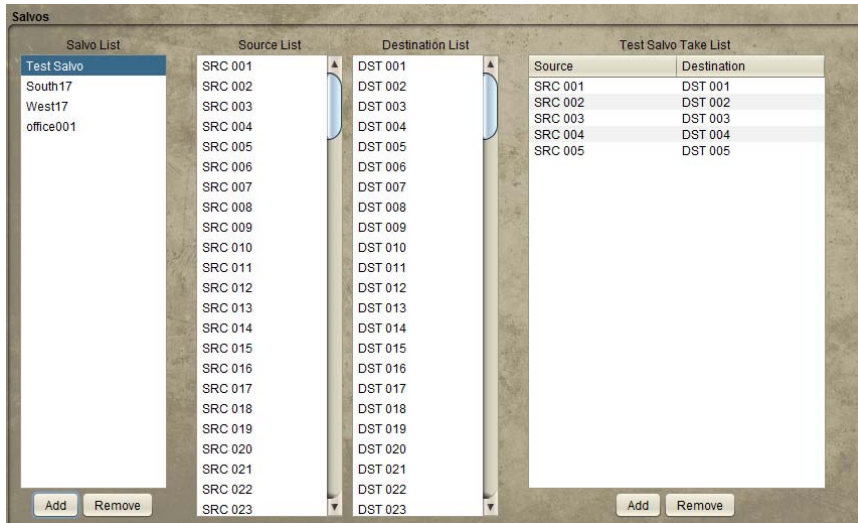 Salvos
Salvo List
Test Salvo
South17
West17
office001
Add Remove
Source List
SRC 001
SRC 002
SRC 003
SRC 004
SRC 005
SRC 006
SRC 007
SRC 008
SRC 009
SRC 010
SRC 011
SRC 012
SRC 013
SRC 014
SRC 015
SRC 016
SRC 017
SRC 018
SRC 019
SRC 020
SRC 021
SRC 022
SRC 023
Destination List
DST 001
DST 002
DST 003
DST 004
DST 005
DST 006
DST 007
DST 008
DST 009
DST 010
DST 011
DST 012
DST 013
DST 014
DST 015
DST 016
DST 017
DST 018
DST 019
DST 020
DST 021
DST 022
DST 023
Test Salvo Take List
Source Destination
SRC 001 DST 001
SRC 002 DST 002
SRC 003 DST 003
SRC 004 DST 004
SRC 005 DST 005
Add Remove